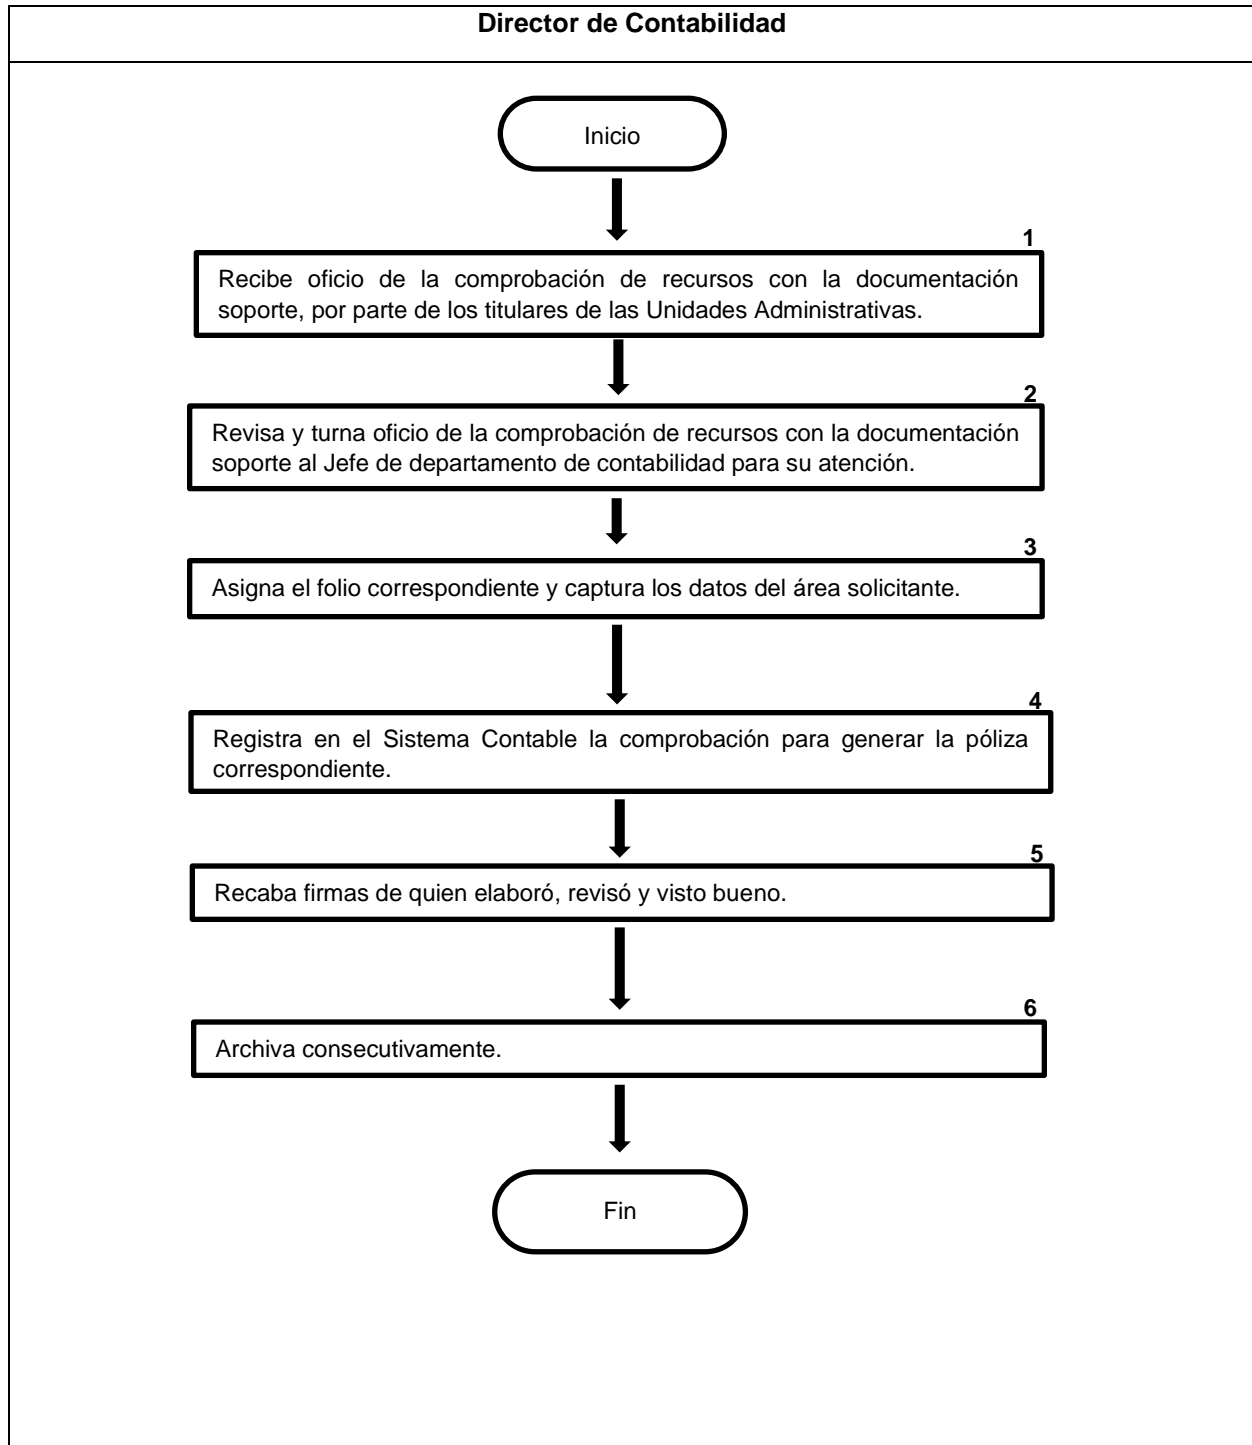 Director de Contabilidad
Inicio
1
Recibe oficio de la comprobación de recursos con la documentación
soporte, por parte de los titulares de las Unidades Administrativas.
2
Revisa y turna oficio de la comprobación de recursos con la documentación
soporte al Jefe de departamento de contabilidad para su atención.
3
Asigna el folio correspondiente y captura los datos del área solicitante.
4
Registra en el Sistema Contable la comprobación para generar la póliza
correspondiente.
5
Recaba firmas de quien elaboró, revisó y visto bueno.
6
Archiva consecutivamente.
Fin